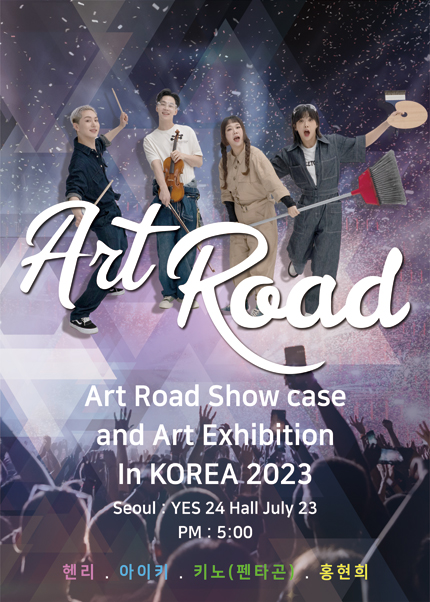 Art Road
Art Road Show case
and Art Exhibition
In KOREA 2023
Seoul : YES 24 Hall July 23
PM : 5:00
헨리 . 아이키 . 키노(펜타곤) . 홍현희